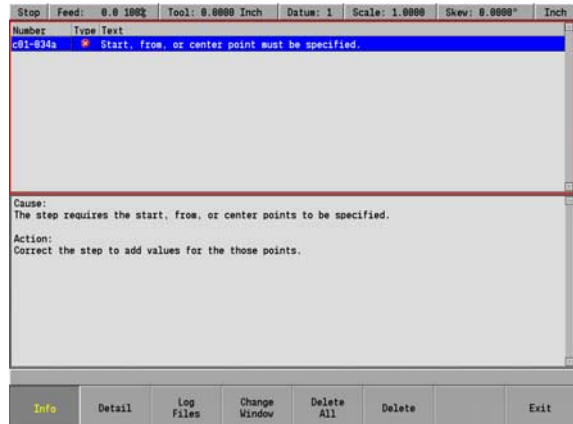 Stop Feed: 0.0 100% Tool: 0.0000 Inch Datum: 1 Scale: 1.0000 Skew: 0.0000° Inch
Number Type Text
c01-034a Start, from, or center point must be specified.
Cause:
The step requires the start, from, or center points to be specified.
Action:
Correct the step to add values for the those points.
Info Detail Log Files Change Window Delete All Delete Exit